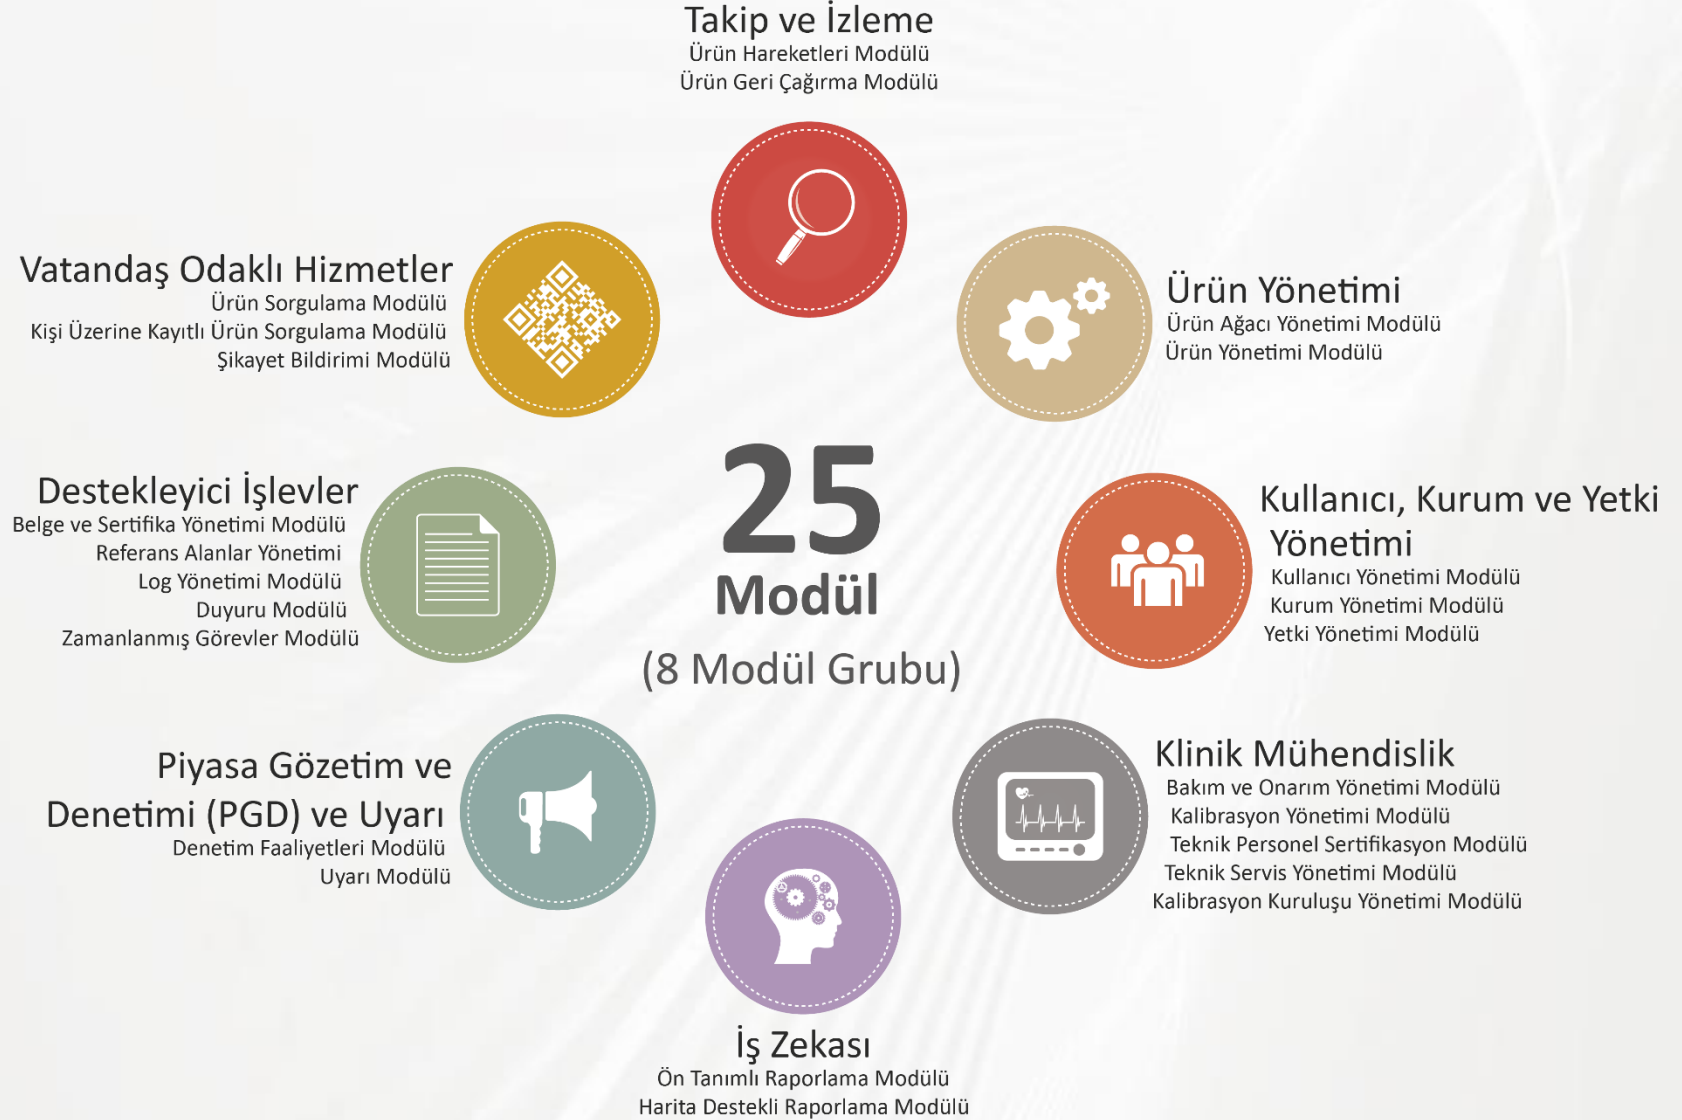 Takip ve İzleme
Ürün Hareketleri Modülü
Ürün Geri Çağırma Modülü
Vatandaş Odaklı Hizmetler
Ürün Sorgulama Modülü
Kişi Üzerine Kayıtlı Ürün Sorgulama Modülü
Şikayet Bildirimi Modülü
Ürün Yönetimi
Ürün Ağacı Yönetimi Modülü
Ürün Yönetimi Modülü
Destekleyici İşlevler
Belge ve Sertifika Yönetimi Modülü
Referans Alanlar Yönetimi
Log Yönetimi Modülü
Duyuru Modülü
Zamanlanmış Görevler Modülü
25
Modül
(8 Modül Grubu)
Kullanıcı, Kurum ve Yetki
Yönetimi
Kullanıcı Yönetimi Modülü
Kurum Yönetimi Modülü
Yetki Yönetimi Modülü
Piyasa Gözetim ve
Denetimi (PGD) ve Uyarı
Denetim Faaliyetleri Modülü
Uyarı Modülü
Klinik Mühendislik
Bakım ve Onarım Yönetimi Modülü
Kalibrasyon Yönetimi Modülü
Teknik Personel Sertifikasyon Modülü
Teknik Servis Yönetimi Modülü
Kalibrasyon Kuruluşu Yönetimi Modülü
İş Zekası
Ön Tanımlı Raporlama Modülü
Harita Destekli Raporlama Modülü